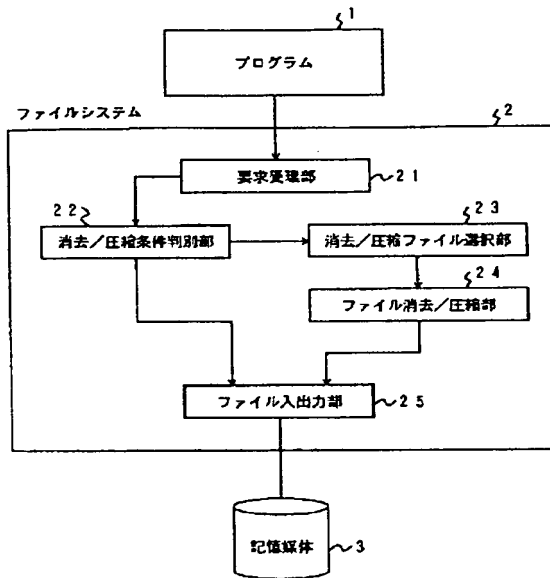 1
プログラム
ファイルシステム
2
要求受理部
21
22
消去/圧縮条件判別部
23
消去/圧縮ファイル選択部
24
ファイル消去/圧縮部
ファイル入出力部
25
記憶媒体
3